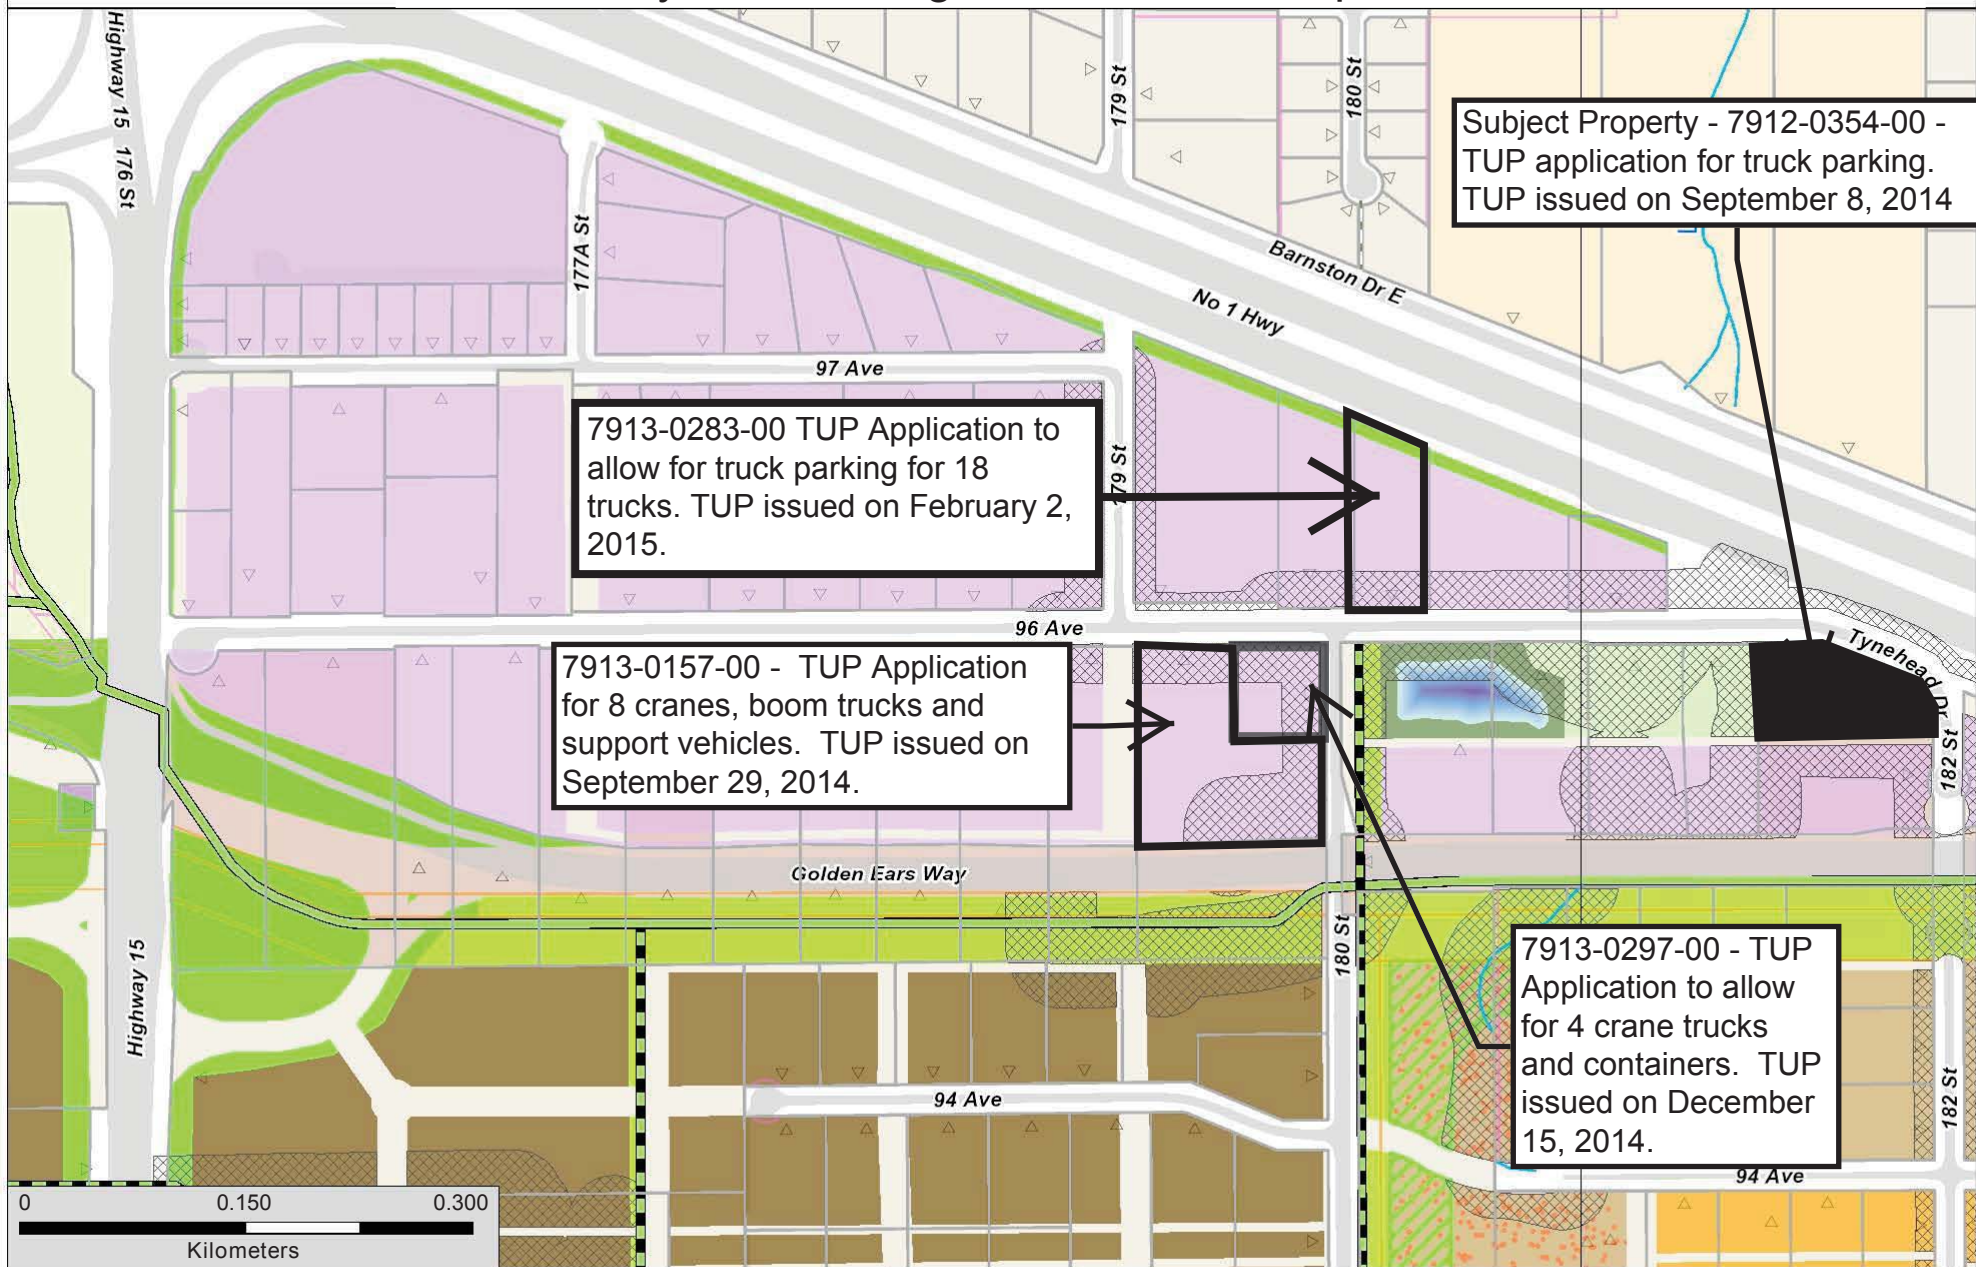 Highway 15
176 St
179 St
180 St
Subject Property - 7912-0354-00 -
TUP application for truck parking.
TUP issued on September 8, 2014
177A St
Barnston Dr E
No 1 Hwy
97 Ave
7913-0283-00 TUP Application to
allow for truck parking for 18
trucks. TUP issued on February 2,
2015.
179 St
96 Ave
Tynehead Dr
7913-0157-00 - TUP Application
for 8 cranes, boom trucks and
support vehicles. TUP issued on
September 29, 2014.
182 St
Golden Ears Way
Highway 15
180 St
7913-0297-00 - TUP
Application to allow
for 4 crane trucks
and containers. TUP
issued on December
15, 2014.
94 Ave
182 St
94 Ave
0 0.150 0.300
Kilometers